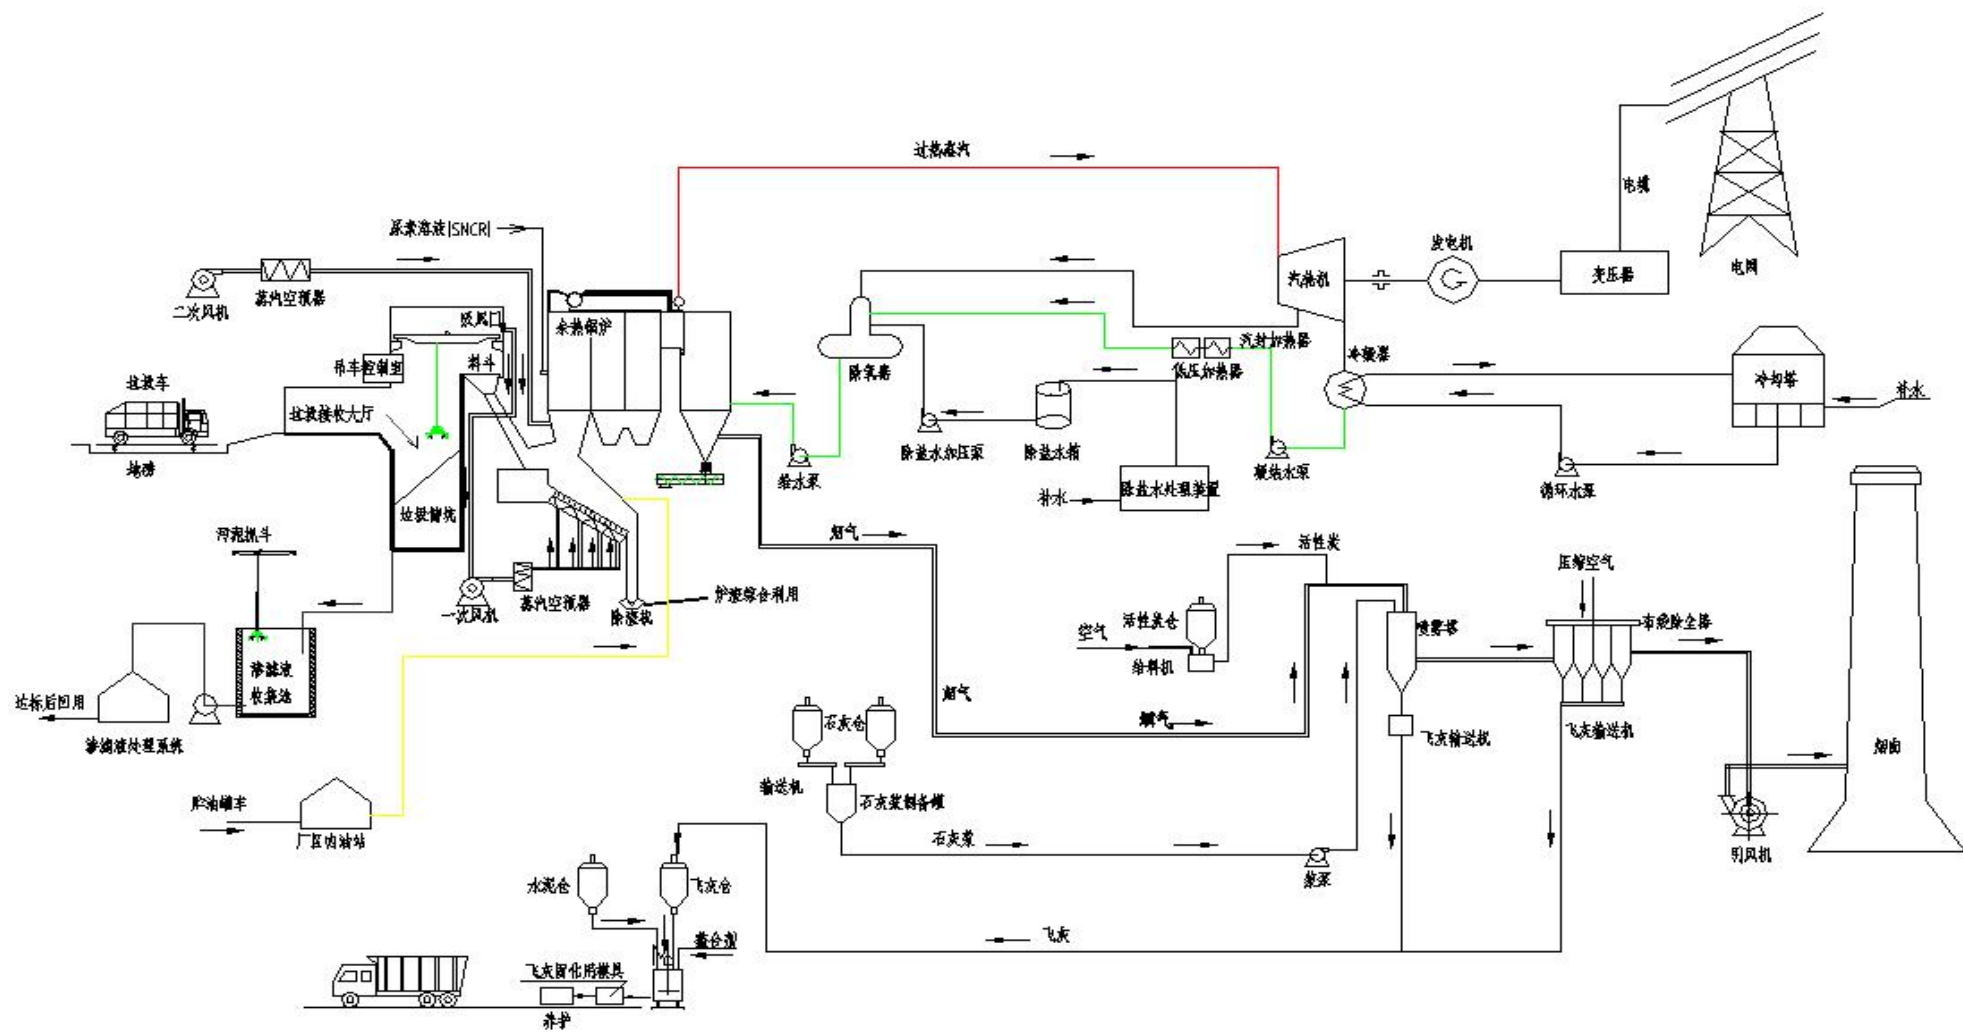 过热蒸汽
电缆
尿素溶液|SNCR|
发电机
汽轮机
变压器
电网
二次风机
蒸汽空预器
吸风口
余热锅炉
吊车控制室
料斗
除氧器
汽封加热器
低压加热器
冷凝器
冷却塔
补水
垃圾车
垃圾接收大厅
地磅
给水泵
除盐水加压泵
除盐水箱
凝结水泵
循环水泵
补水
除盐水处理装置
垃圾储坑
污泥抓斗
烟气
活性炭
压缩空气
一次风机
蒸汽空预器
除渣机
炉渣综合利用
活性炭仓
空气
给料机
喷雾塔
布袋除尘器
渗滤液
收集池
达标后回用
渗滤液处理系统
烟气
烟气
石灰仓
飞灰输送机
飞灰输送机
烟囱
输送机
石灰浆制备罐
贮油罐车
厂区内油站
石灰浆
浆泵
引风机
水泥仓
飞灰仓
螯合剂
飞灰
飞灰固化用模具
养护